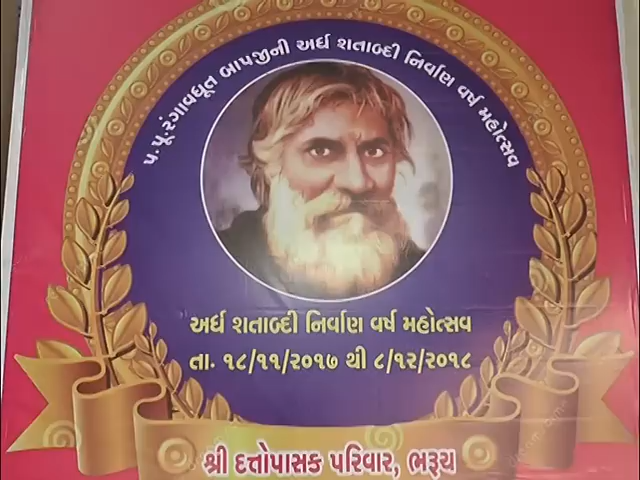 પ. પૂ. રંગાવધૂત બાપજીની અર્ધ શતાબ્દી નિર્વાણ વર્ષ મહોત્સવ
અર્ધ શતાબ્દી નિર્વાણ વર્ષ મહોત્સવ
તા. ૧૮/૧૧/૨૦૧૭ થી ૮/૧૨/૨૦૧૮
શ્રી દત્તોપાસક પરિવાર, ભરૂચ